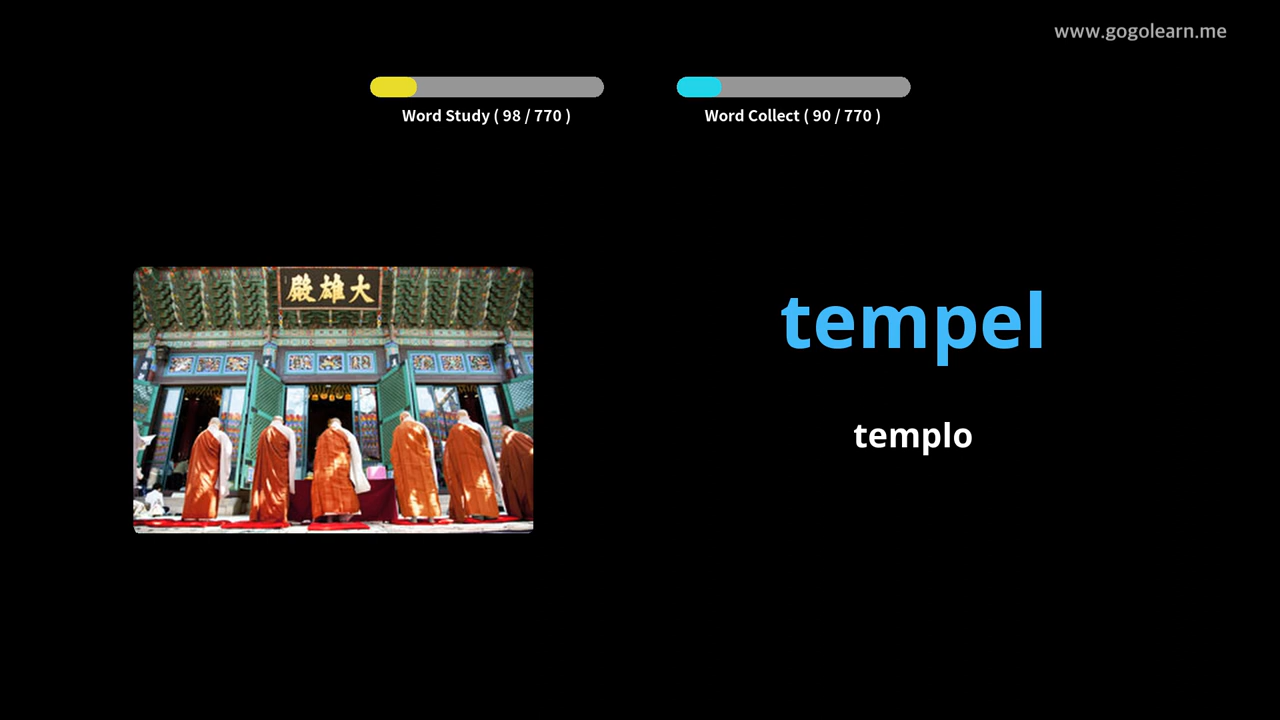 www.gogolearn.me
Word Study ( 98 / 770 )
Word Collect ( 90 / 770 )
殿雄大
tempel
templo